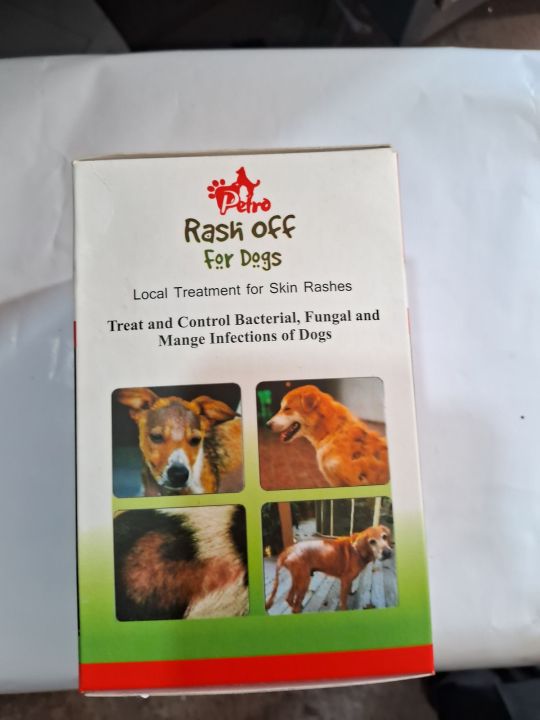 Petro
Rash Off
For Dogs
Local Treatment for Skin Rashes
Treat and Control Bacterial, Fungal and
Mange Infections of Dogs